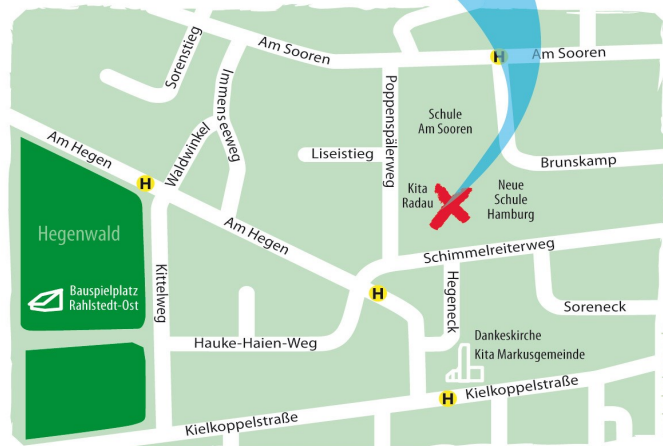 Am Sooren
H
Am Sooren
Sorenstieg
Immenseeweg
Poppenspälerweg
Schule
Am Sooren
Am Hegen
Waldwinkel
Liseistieg
Brunskamp
H
Kita
Radau
Neue
Schule
Hamburg
Hegenwald
Am Hegen
Schimmelreiterweg
Kittelweg
Hegeneck
Bauspielplatz
Rahlstedt-Ost
H
Soreneck
Hauke-Haien-Weg
Dankeskirche
Kita Markusgemeinde
Kielkoppelstraße
H
Kielkoppelstraße